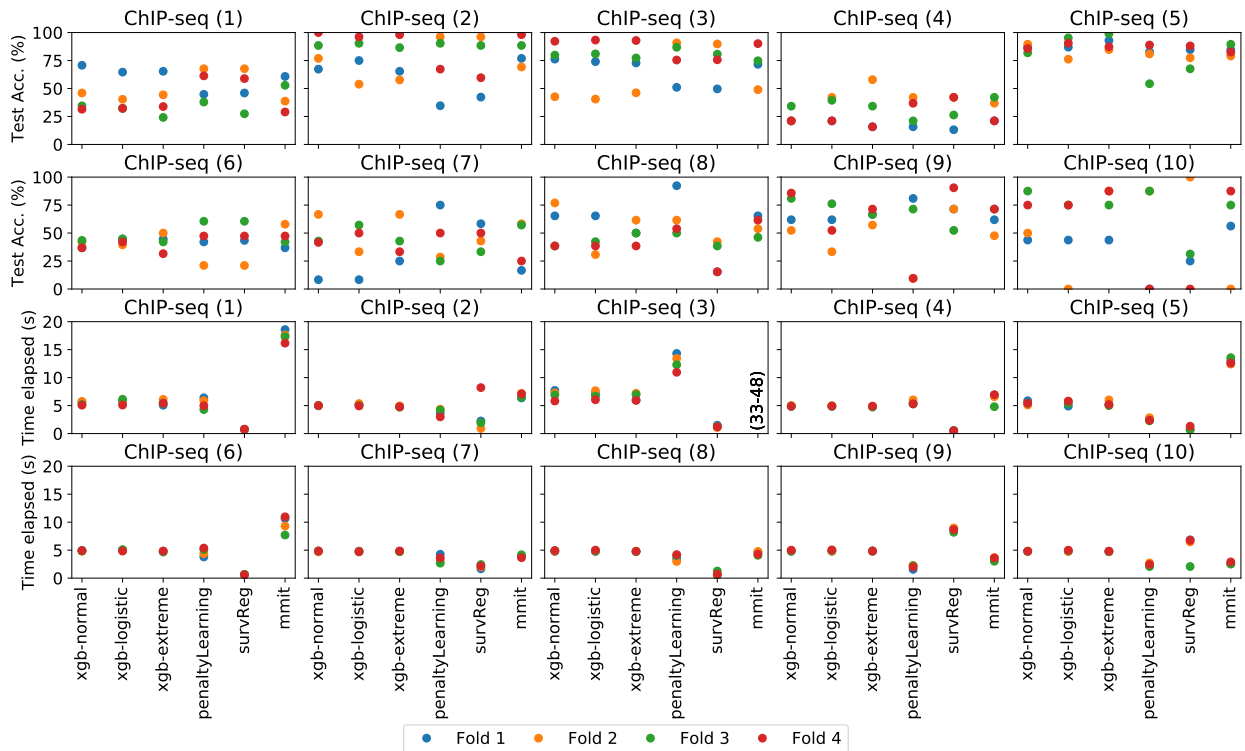 ChIP-seq (1) ChIP-seq (2) ChIP-seq (3) ChIP-seq (4) ChIP-seq (5)
Test Acc. (%)
100
75
50
25
0
ChIP-seq (6) ChIP-seq (7) ChIP-seq (8) ChIP-seq (9) ChIP-seq (10)
Test Acc. (%)
100
75
50
25
0
ChIP-seq (1) ChIP-seq (2) ChIP-seq (3) ChIP-seq (4) ChIP-seq (5)
Time elapsed (s)
20
15
10
5
0
(33-48)
ChIP-seq (6) ChIP-seq (7) ChIP-seq (8) ChIP-seq (9) ChIP-seq (10)
Time elapsed (s)
20
15
10
5
0
xgb-normal xgb-logistic xgb-extreme penaltyLearning survReg mmit
xgb-normal xgb-logistic xgb-extreme penaltyLearning survReg mmit
xgb-normal xgb-logistic xgb-extreme penaltyLearning survReg mmit
xgb-normal xgb-logistic xgb-extreme penaltyLearning survReg mmit
xgb-normal xgb-logistic xgb-extreme penaltyLearning survReg mmit
Fold 1 Fold 2 Fold 3 Fold 4